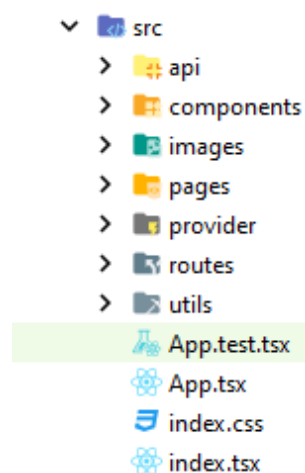 src
api
components
images
pages
provider
routes
utils
App.test.tsx
App.tsx
index.css
index.tsx